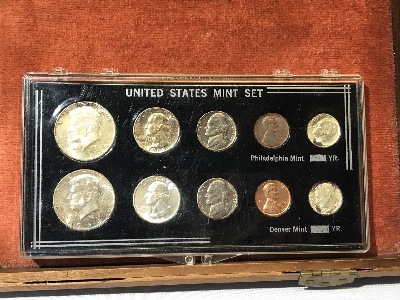 UNITED STATES MINT SET
Philadelphia Mint YR.
Denver Mint YR.